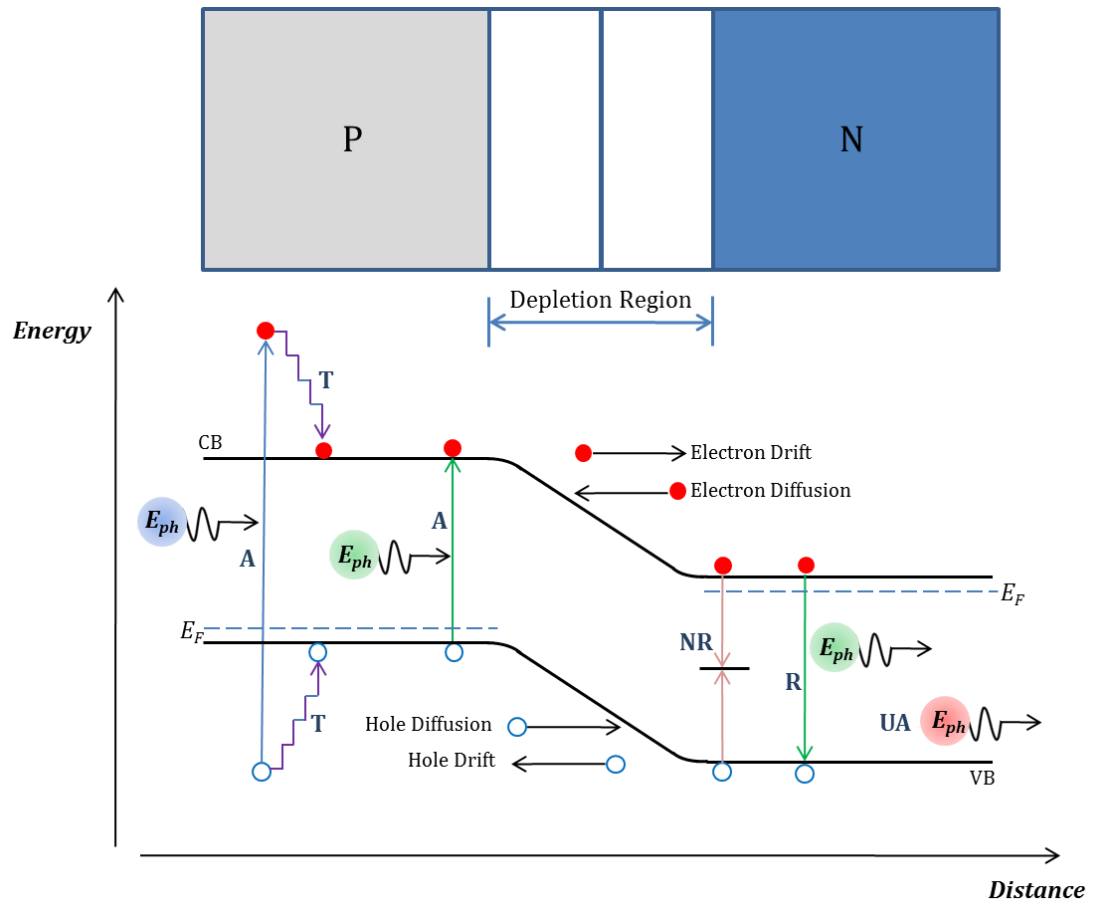 P
N
Depletion Region
Energy
T
CB
Electron Drift
Electron Diffusion
E_ph
A
A
E_ph
E_F
E_F
NR
E_ph
R
T
Hole Diffusion
UA
E_ph
Hole Drift
VB
Distance